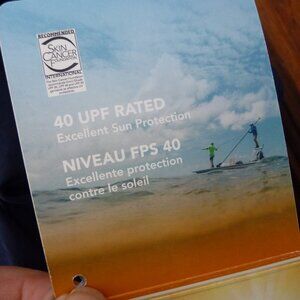 RECOMMENDED
SKIN
CANCER
FOUNDATION
INTERNATIONAL
40 UPF RATED
Excellent Sun Protection
NIVEAU FPS 40
Excellente protection
contre le soleil